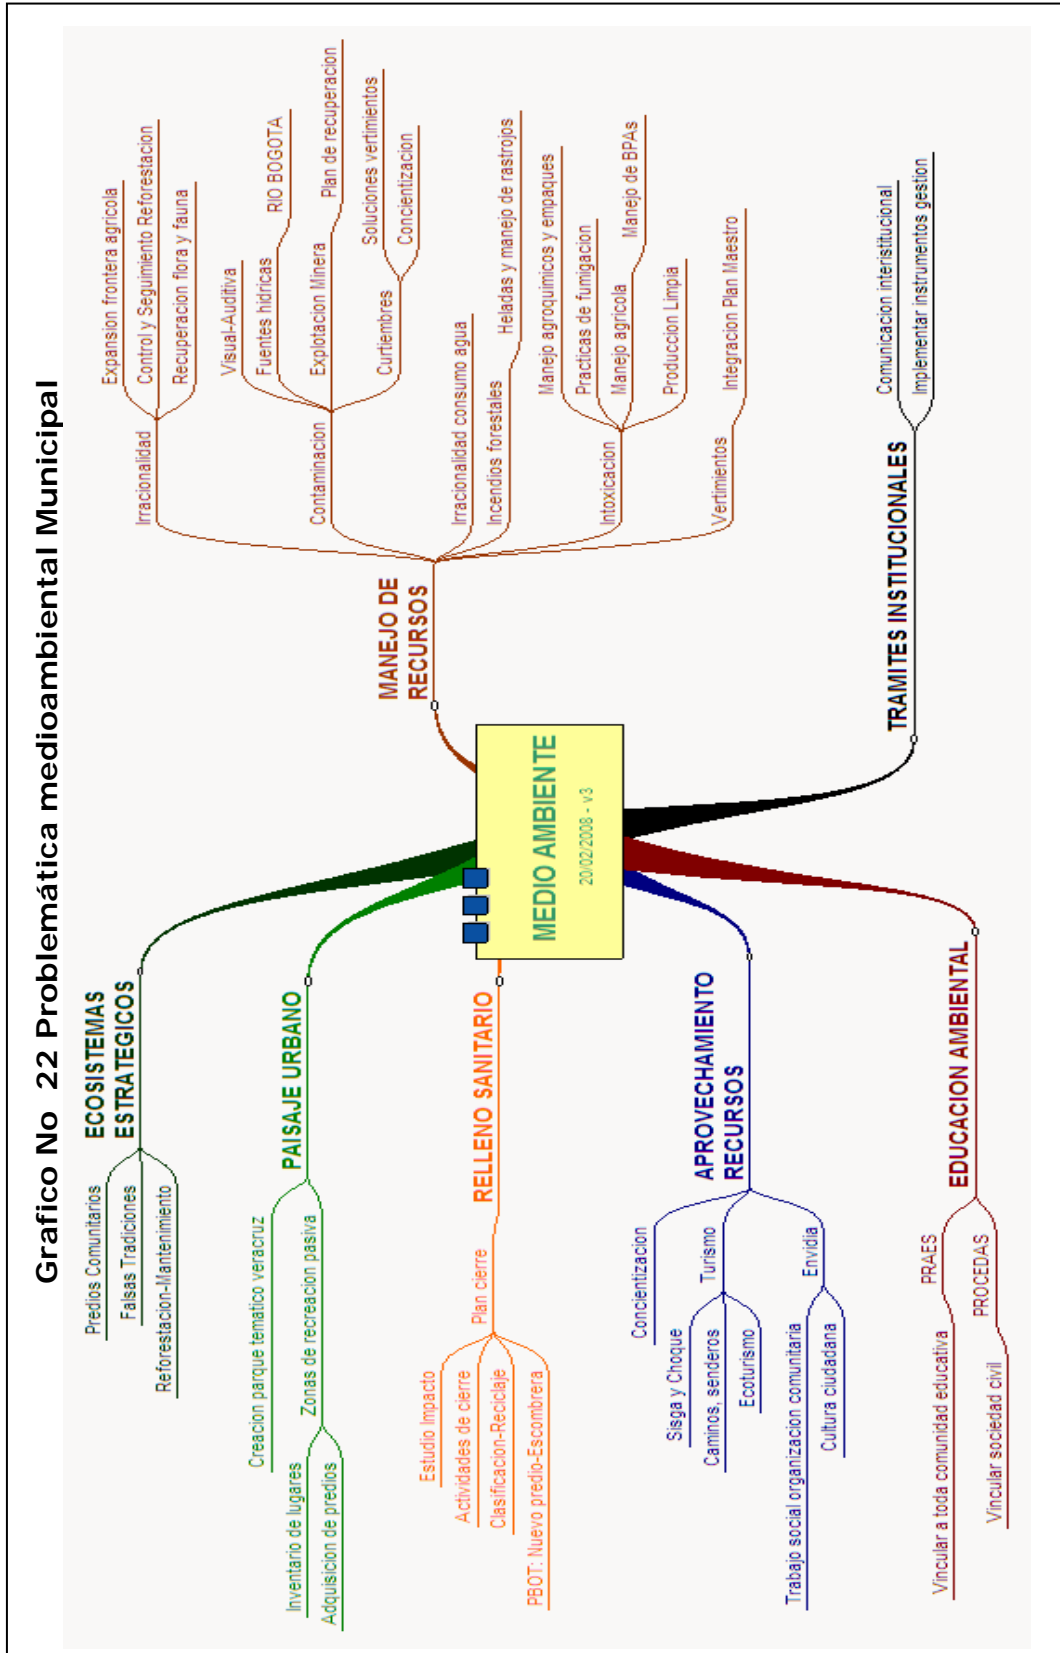 Grafico No  22 Problemática medioambiental Municipal
MEDIO AMBIENTE
20/02/2008 - v3
MANEJO DE
RECURSOS
Irracionalidad
Expansion frontera agricola
Control y Seguimiento Reforestacion
Recuperacion flora y fauna
Contaminacion
Visual-Auditiva
Fuentes hidricas
RIO BOGOTA
Explotacion Minera
Plan de recuperacion
Curtiembres
Soluciones vertimientos
Concientizacion
Irracionalidad consumo agua
Incendios forestales
Heladas y manejo de rastrojos
Intoxicacion
Manejo agroquimicos y empaques
Practicas de fumigacion
Manejo agricola
Manejo de BPAs
Produccion Limpia
Vertimientos
Integracion Plan Maestro
TRAMITES INSTITUCIONALES
Comunicacion interistitucional
Implementar instrumentos gestion
ECOSISTEMAS
ESTRATEGICOS
Predios Comunitarios
Falsas Tradiciones
Reforestacion-Mantenimiento
PAISAJE URBANO
Creacion parque tematico veracruz
Zonas de recreacion pasiva
Inventario de lugares
Adquisicion de predios
RELLENO SANITARIO
Plan cierre
Estudio Impacto
Actividades de cierre
Clasificacion-Reciclaje
PBOT: Nuevo predio-Escombrera
APROVECHAMIENTO
RECURSOS
Concientizacion
Turismo
Sisga y Choque
Caminos, senderos
Ecoturismo
Envidia
Trabajo social organizacion comunitaria
Cultura ciudadana
EDUCACION AMBIENTAL
PRAES
Vincular a toda comunidad educativa
PROCEDAS
Vincular sociedad civil